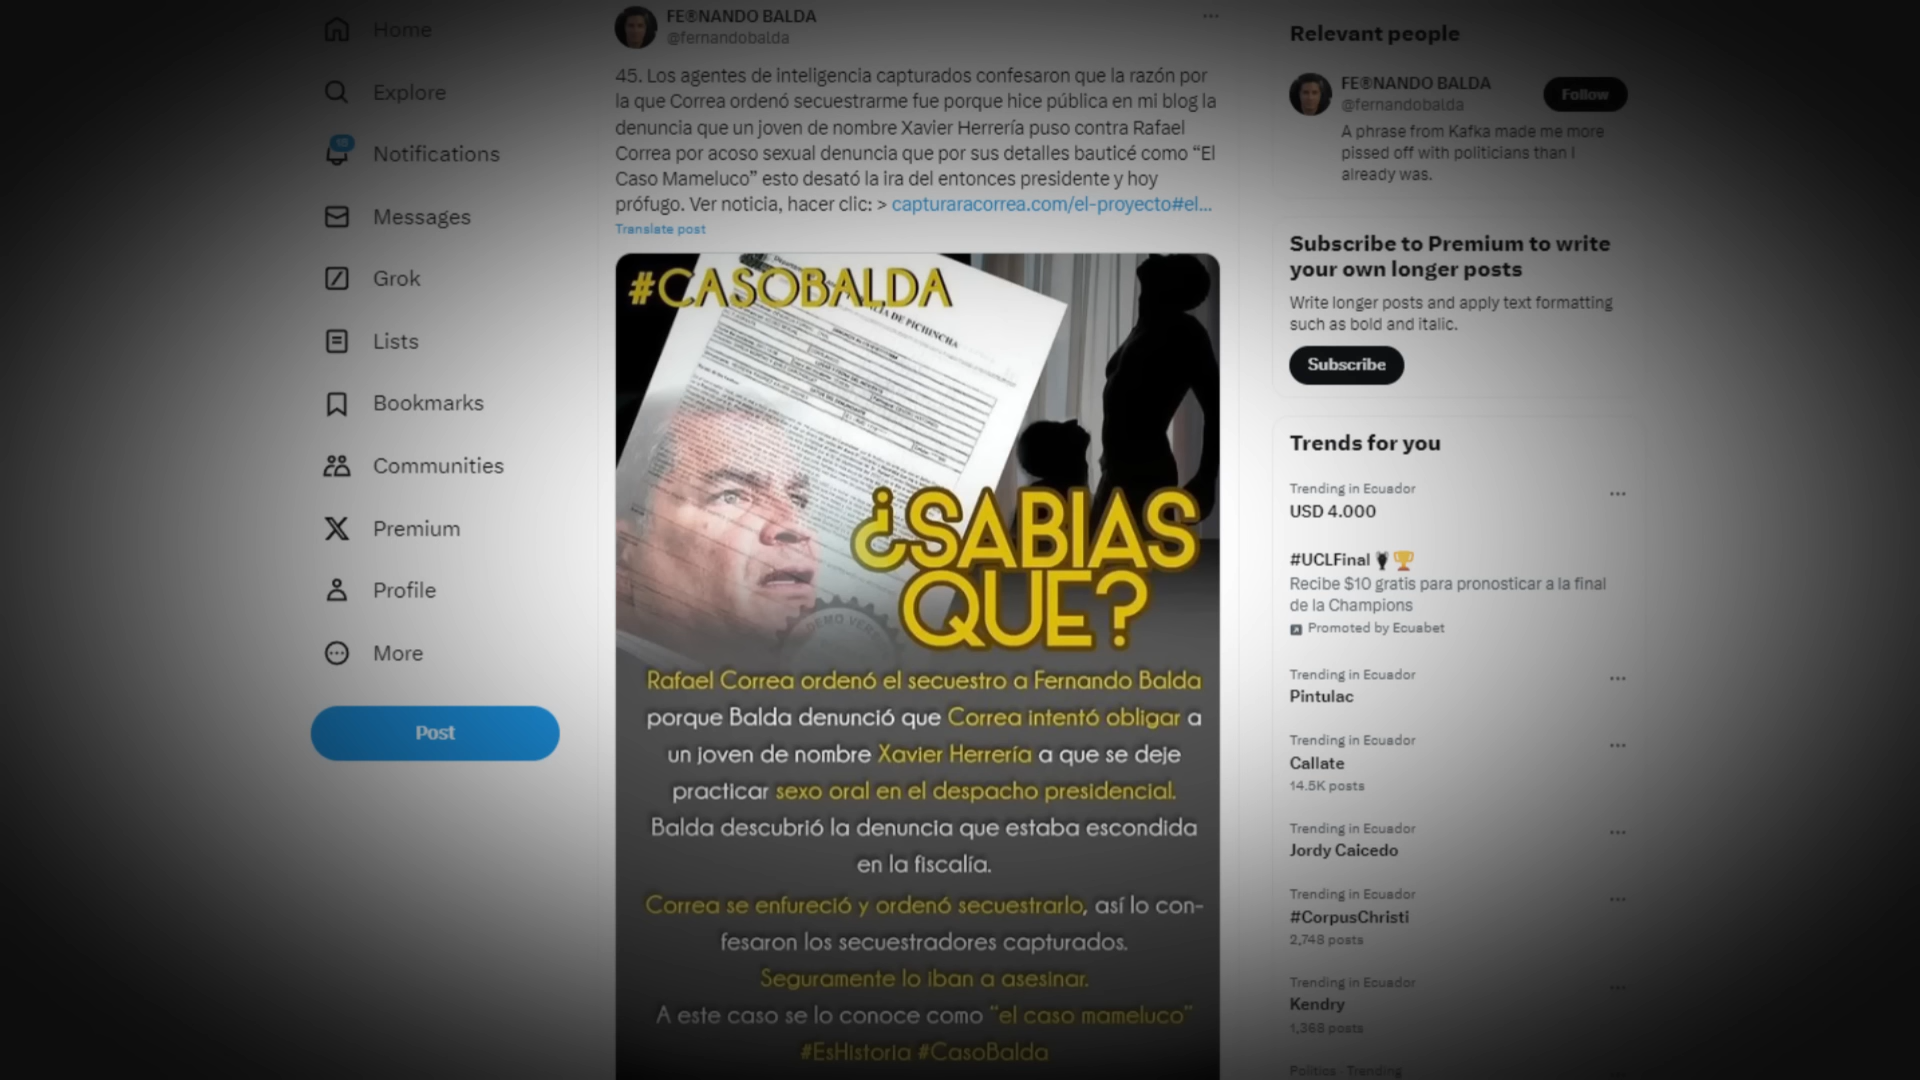 Home
Explore
18
Notifications
Messages
Grok
Lists
Bookmarks
Communities
Premium
Profile
More
Post
FE®NANDO BALDA
@fernandobalda
45. Los agentes de inteligencia capturados confesaron que la razón por
la que Correa ordenó secuestrarme fue porque hice pública en mi blog la
denuncia que un joven de nombre Xavier Herrería puso contra Rafael
Correa por acoso sexual denuncia que por sus detalles bauticé como “El
Caso Mameluco” esto desató la ira del entonces presidente y hoy
prófugo. Ver noticia, hacer clic: > capturaracorrea.com/el-proyecto#el...
Translate post
#CASOBALDA
DE PICHINCHA
¿SABIAS
QUE?
DEMO VERS
Rafael Correa ordenó el secuestro a Fernando Balda
porque Balda denunció que Correa intentó obligar a
un joven de nombre Xavier Herrería a que se deje
practicar sexo oral en el despacho presidencial.
Balda descubrió la denuncia que estaba escondida
en la fiscalía.
Correa se enfureció y ordenó secuestrarlo, así lo con-
fesaron los secuestradores capturados.
Seguramente lo iban a asesinar.
A este caso se lo conoce como "el caso mameluco"
#EsHistoria #CasoBalda
Relevant people
FE®NANDO BALDA
@fernandobalda
Follow
A phrase from Kafka made me more
pissed off with politicians than I
already was.
Subscribe to Premium to write
your own longer posts
Write longer posts and apply text formatting
such as bold and italic.
Subscribe
Trends for you
Trending in Ecuador
USD 4.000
#UCLFinal
Recibe $10 gratis para pronosticar a la final
de la Champions
Promoted by Ecuabet
Trending in Ecuador
Pintulac
Trending in Ecuador
Callate
14.5K posts
Trending in Ecuador
Jordy Caicedo
Trending in Ecuador
#CorpusChristi
2,748 posts
Trending in Ecuador
Kendry
1,368 posts
Politics · Trending